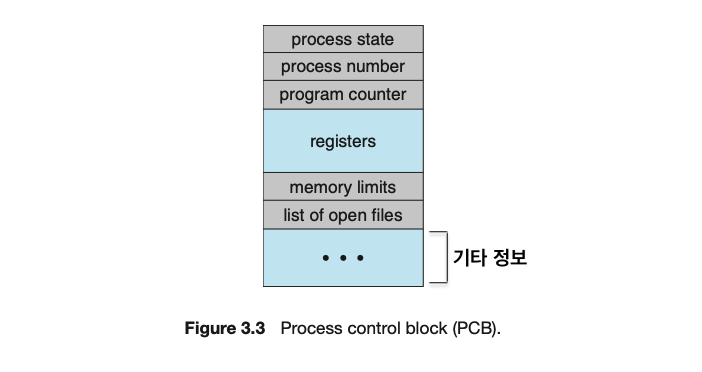 process state
process number
program counter
registers
memory limits
list of open files
• • •
기타 정보
Figure 3.3 Process control block (PCB).